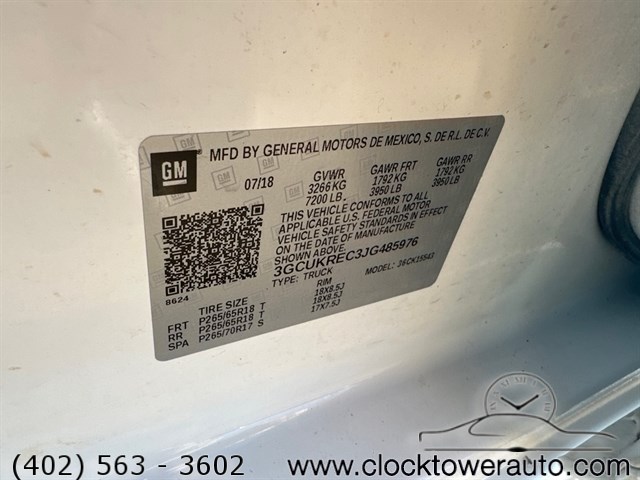 GM
MFD BY GENERAL MOTORS DE MEXICO, S. DE R.L. DE C.V.
07/18 GVWR GAWR FRT GAWR RR
3266 KG 1792 KG 1792 KG
7200 LB 3950 LB 3950 LB
THIS VEHICLE CONFORMS TO ALL
APPLICABLE U.S. FEDERAL MOTOR
VEHICLE SAFETY STANDARDS IN EFFECT
ON THE DATE OF MANUFACTURE
SHOWN ABOVE.
3GCUKREC3JG485976
TYPE: TRUCK MODEL:
8624
TIRE SIZE RIM
FRT P265/65R18 T 18X8.5J
RR P265/65R18 T 18X8.5J
SPA P265/70R17 S 17X7.5J
(402) 563 - 3602 www.clocktowerauto.com